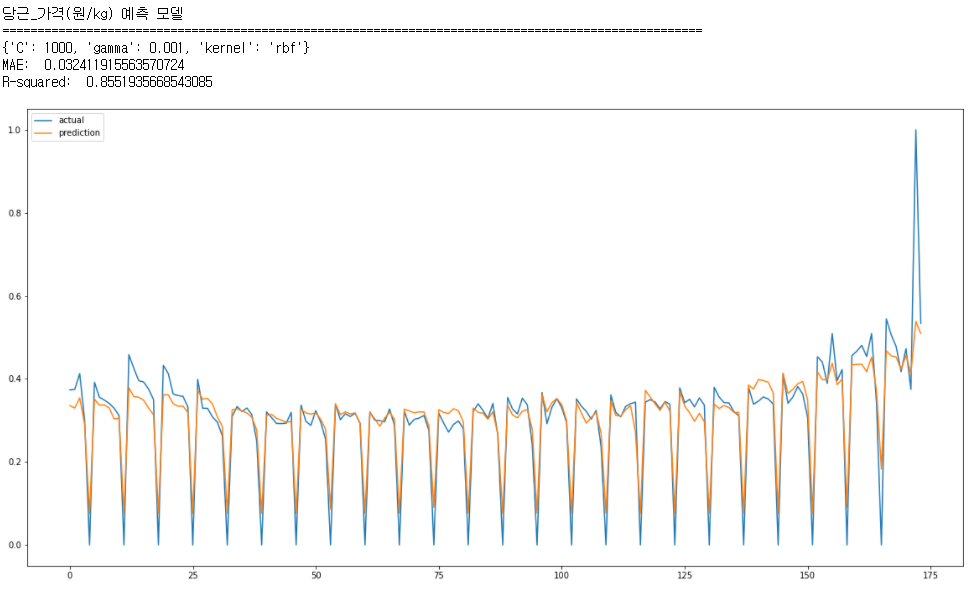 당근_가격(원/kg) 예측 모델
====================================================================================================
{'C': 1000, 'gamma': 0.001, 'kernel': 'rbf'}
MAE: 0.032411915563570724
R-squared: 0.8551935668543085
actual
prediction
1.0
0.8
0.6
0.4
0.2
0.0
0 25 50 75 100 125 150 175